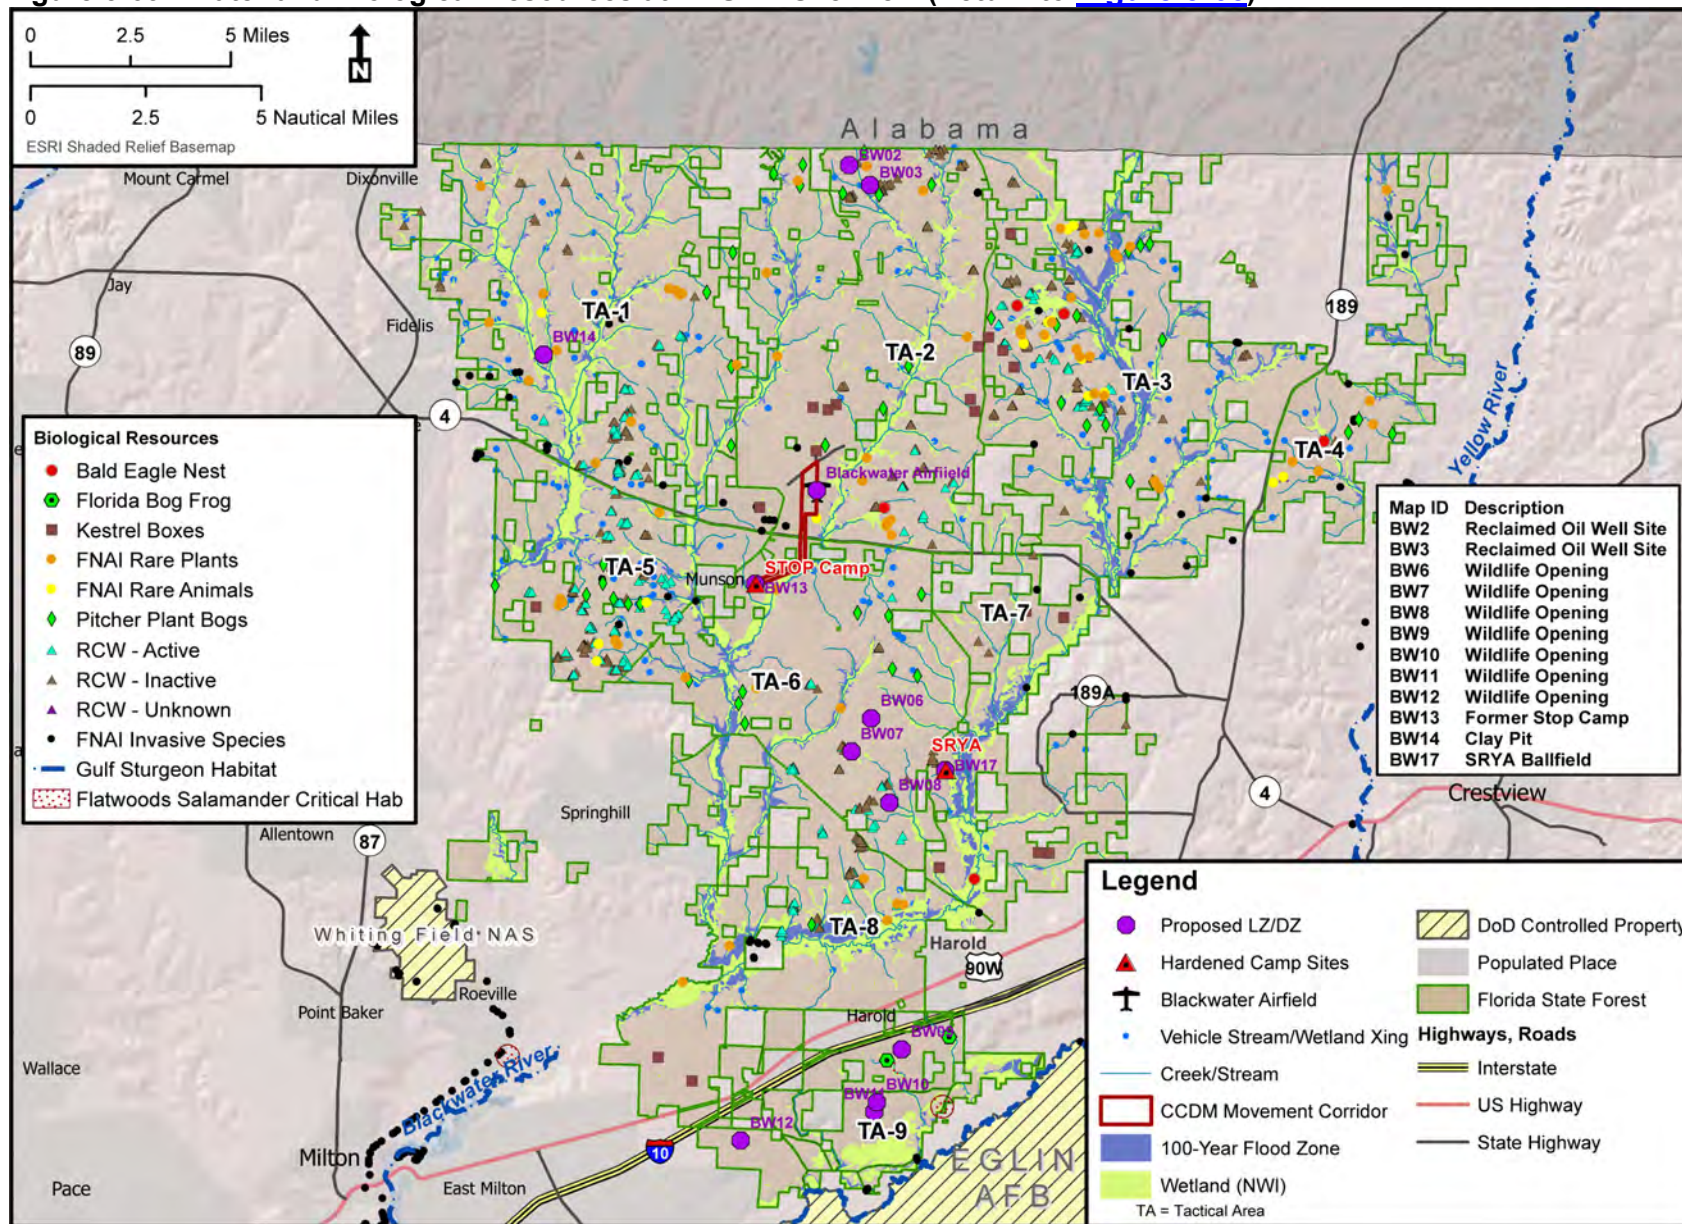 0 2.5 5 Miles
N
0 2.5 5 Nautical Miles
ESRI Shaded Relief Basemap
Alabama
Mount Carmel
Dixonville
BW02
BW03
Jay
Fidelis
TA-1
BW14
TA-2
TA-3
TA-4
89
4
189
Yellow River
Blackwater Airfiield
STOP Camp
Munson
BW13
TA-5
TA-6
TA-7
189A
BW06
BW07
SRYA
BW17
BW08
4
Crestview
Springhill
Allentown
87
Whiting Field NAS
Roeville
Point Baker
TA-8
Harold
90W
Harold
Wallace
Blackwater River
BW10
BW12
TA-9
10
Milton
Pace
East Milton
EGLIN
AFB
Biological Resources
Bald Eagle Nest
Florida Bog Frog
Kestrel Boxes
FNAI Rare Plants
FNAI Rare Animals
Pitcher Plant Bogs
RCW - Active
RCW - Inactive
RCW - Unknown
FNAI Invasive Species
Gulf Sturgeon Habitat
Flatwoods Salamander Critical Hab
Map ID Description
BW2 Reclaimed Oil Well Site
BW3 Reclaimed Oil Well Site
BW6 Wildlife Opening
BW7 Wildlife Opening
BW8 Wildlife Opening
BW9 Wildlife Opening
BW10 Wildlife Opening
BW11 Wildlife Opening
BW12 Wildlife Opening
BW13 Former Stop Camp
BW14 Clay Pit
BW17 SRYA Ballfield
Legend
Proposed LZ/DZ
Hardened Camp Sites
Blackwater Airfield
Vehicle Stream/Wetland Xing
Creek/Stream
CCDM Movement Corridor
100-Year Flood Zone
Wetland (NWI)
TA = Tactical Area
DoD Controlled Property
Populated Place
Florida State Forest
Highways, Roads
Interstate
US Highway
State Highway